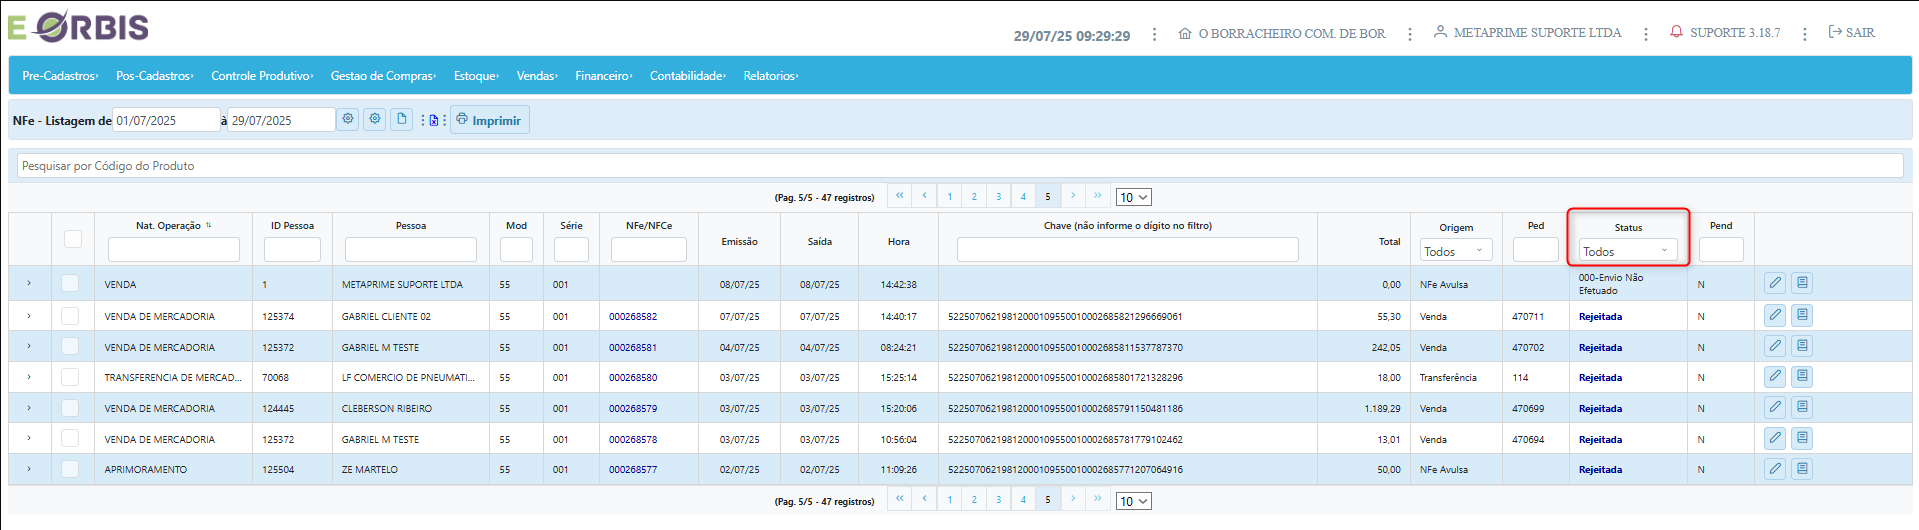 E ORBIS
29/07/25 09:29:29 O BORRACHEIRO COM. DE BOR METAPRIME SUPORTE LTDA SUPORTE 3.18.7 SAIR
Pre-Cadastros Pos-Cadastros Controle Produtivo Gestao de Compras Estoque Vendas Financeiro Contabilidade Relatorios
NFe - Listagem de 01/07/2025 à 29/07/2025 Imprimir
Pesquisar por Código do Produto
(Pag. 5/5 - 47 registros) 1 2 3 4 5 10
Nat. Operação ID Pessoa Pessoa Mod Série NFe/NFCe Emissão Saída Hora Chave (não informe o dígito no filtro) Total Origem Ped Status Pend
Todos Todos
VENDA 1 METAPRIME SUPORTE LTDA 55 001 08/07/25 08/07/25 14:42:38 0,00 NFe Avulsa 000-Envio Não Efetuado N
VENDA DE MERCADORIA 125374 GABRIEL CLIENTE 02 55 001 000268582 07/07/25 07/07/25 14:40:17 52250706219812000109550010002685821296669061 55,30 Venda 470711 Rejeitada N
VENDA DE MERCADORIA 125372 GABRIEL M TESTE 55 001 000268581 04/07/25 04/07/25 08:24:21 52250706219812000109550010002685811537787370 242,05 Venda 470702 Rejeitada N
TRANSFERENCIA DE MERCAD... 70068 LF COMERCIO DE PNEUMATI... 55 001 000268580 03/07/25 03/07/25 15:25:14 52250706219812000109550010002685801721328296 18,00 Transferência 114 Rejeitada N
VENDA DE MERCADORIA 124445 CLEBERSON RIBEIRO 55 001 000268579 03/07/25 03/07/25 15:20:06 52250706219812000109550010002685791150481186 1.189,29 Venda 470699 Rejeitada N
VENDA DE MERCADORIA 125372 GABRIEL M TESTE 55 001 000268578 03/07/25 03/07/25 10:56:04 52250706219812000109550010002685781779102462 13,01 Venda 470694 Rejeitada N
APRIMORAMENTO 125504 ZE MARTELO 55 001 000268577 02/07/25 02/07/25 11:09:26 52250706219812000109550010002685771207064916 50,00 NFe Avulsa Rejeitada N
(Pag. 5/5 - 47 registros) 1 2 3 4 5 10